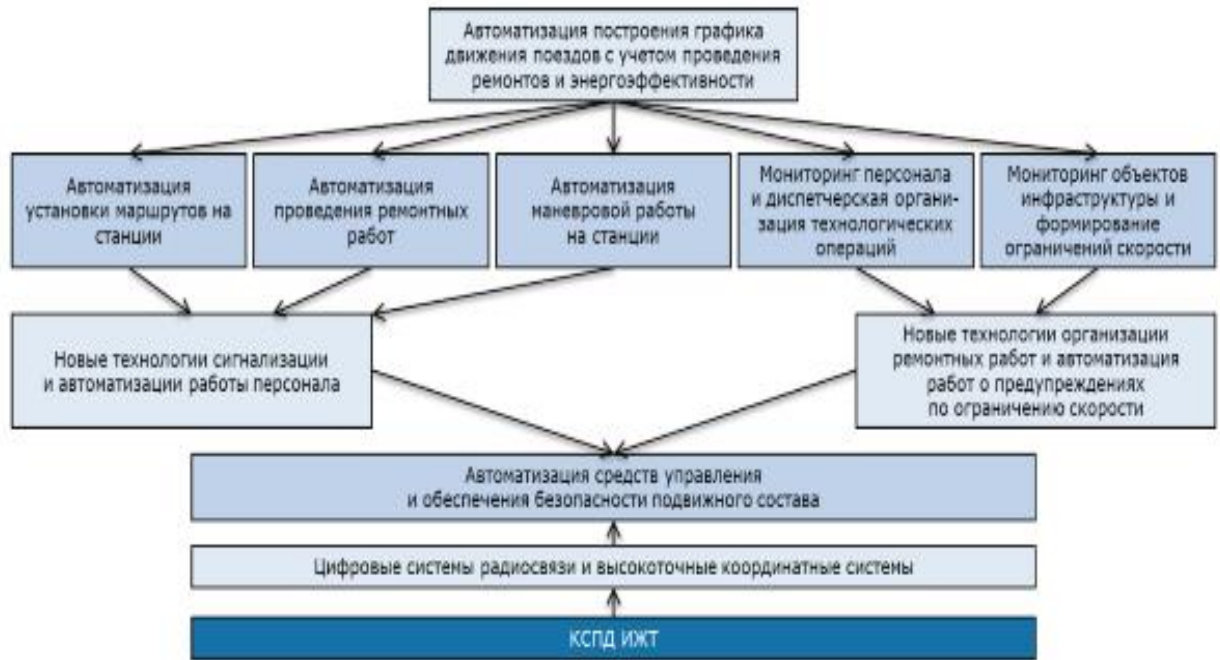 Автоматизация построения графика
движения поездов с учетом проведения
ремонтов и энергоэффективности
Автоматизация
установки маршрутов на
станции
Автоматизация
проведения ремонтных
работ
Автоматизация
маневровой работы
на станции
Мониторинг персонала
и диспетчерская органи-
зация технологических
операций
Мониторинг объектов
инфраструктуры и
формирование
ограничений скорости
Новые технологии сигнализации
и автоматизации работы персонала
Новые технологии организации
ремонтных работ и автоматизация
работ о предупреждениях
по ограничению скорости
Автоматизация средств управления
и обеспечения безопасности подвижного состава
Цифровые системы радиосвязи и высокоточные координатные системы
КСПД ИЖТ